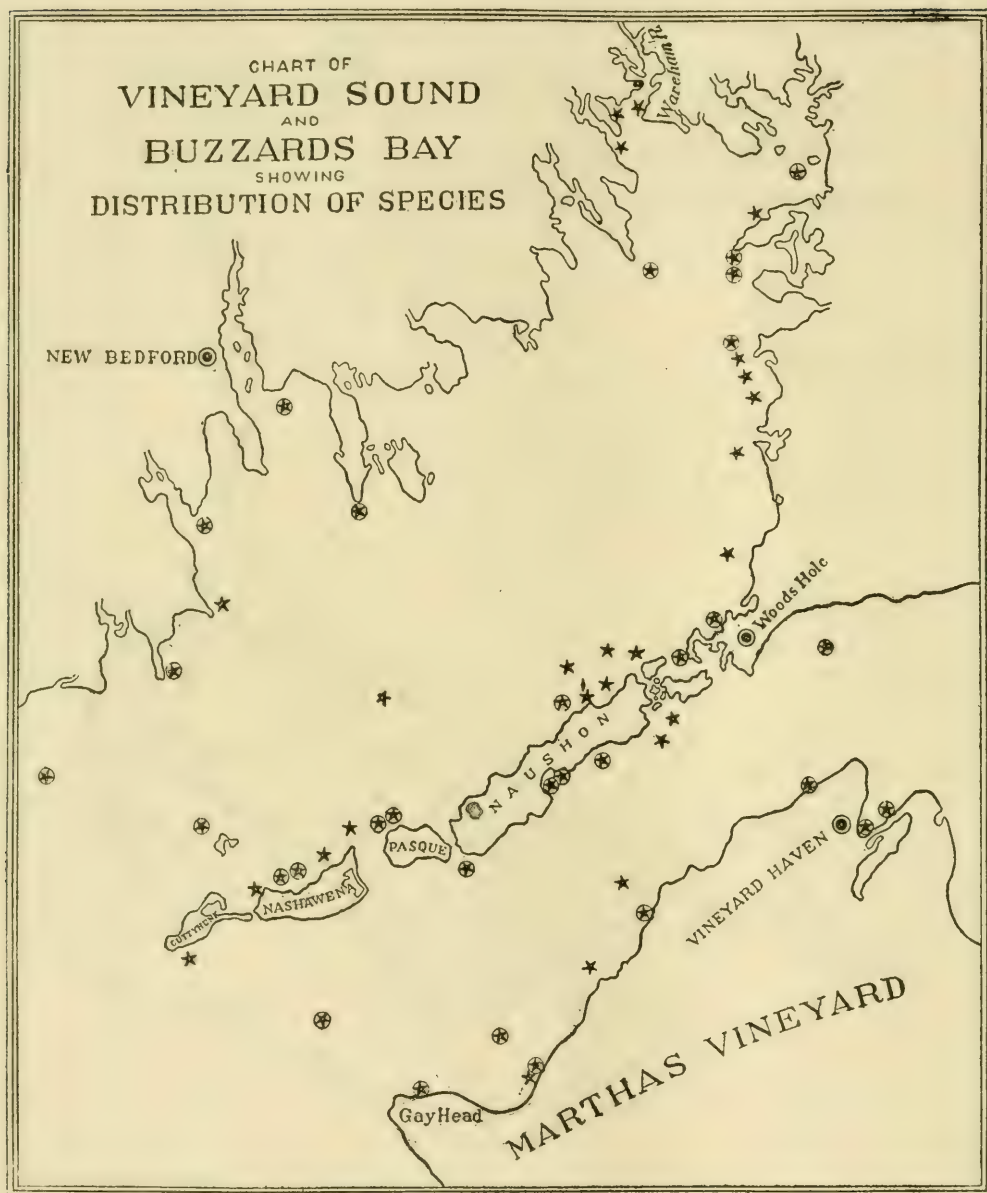 CHART OF
VINEYARD SOUND
AND
BUZZARDS BAY
SHOWING
DISTRIBUTION OF SPECIES
Wareham R.
NEW BEDFORD
Woods Hole
NAUSHON
PASQUE
NASHAWENA
CUTTYHUNK
VINEYARD HAVEN
MARTHAS VINEYARD
Gay Head